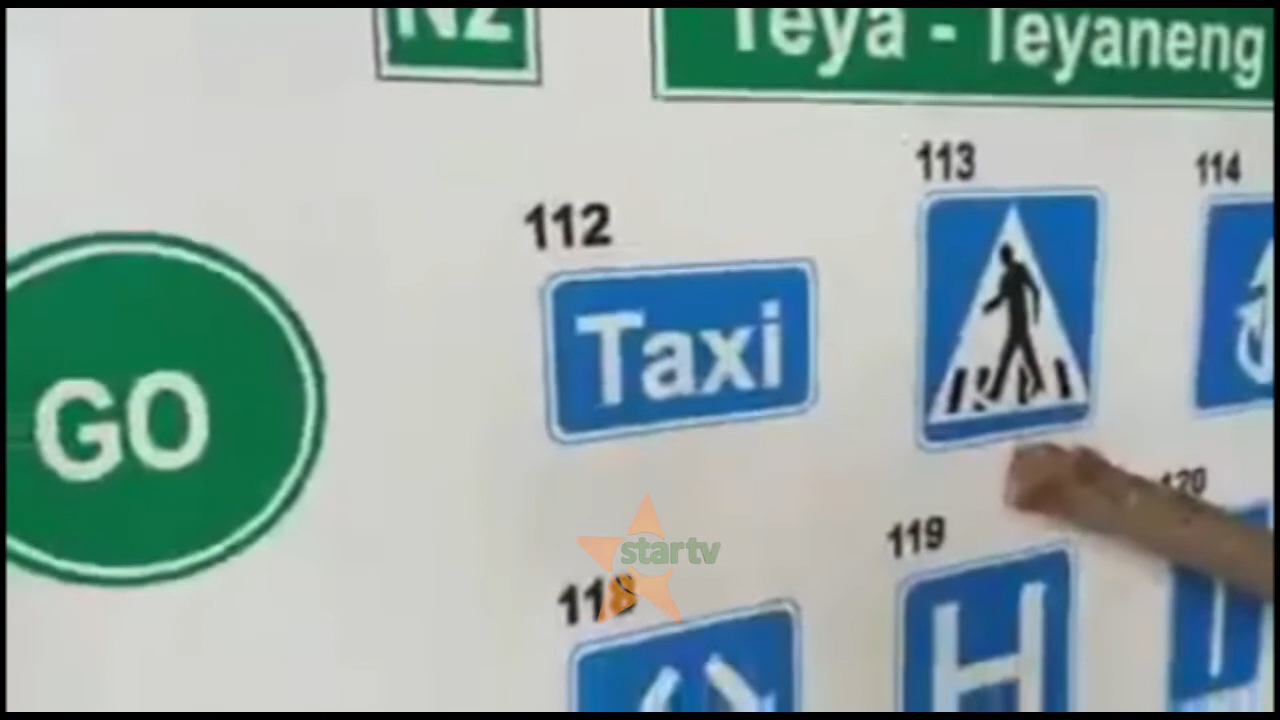 N2
Teya - Teyaneng
113
114
112
Taxi
GO
startv
120
119
118
H